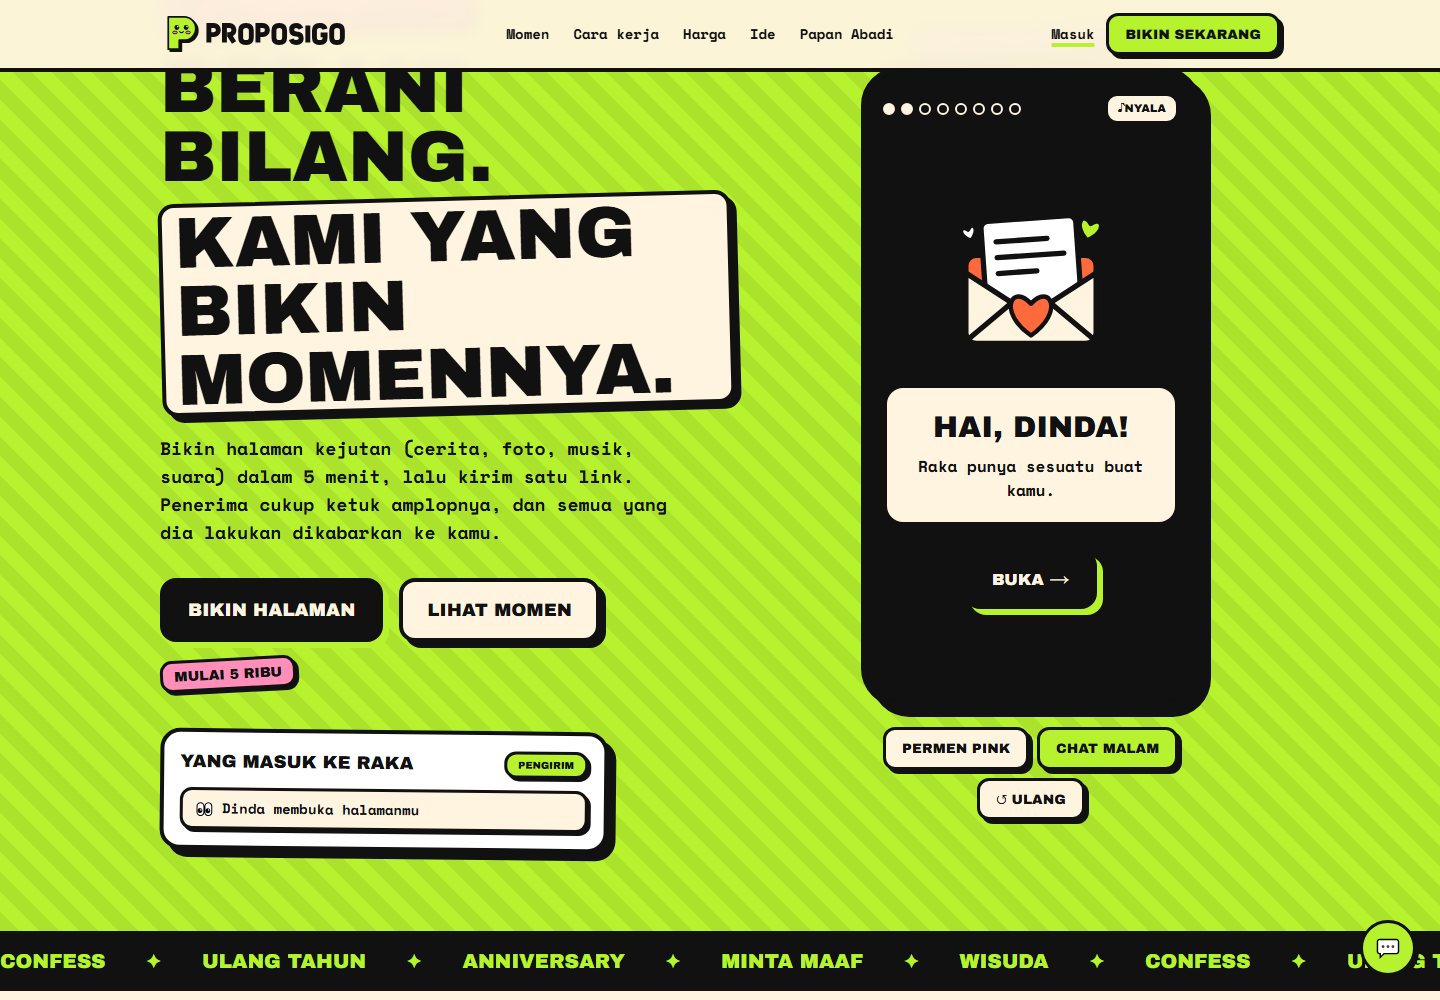 PROPOSIGO
Momen Cara kerja Harga Ide Papan Abadi
Masuk BIKIN SEKARANG
BERANI
BILANG.
KAMI YANG
BIKIN
MOMENNYA.
Bikin halaman kejutan (cerita, foto, musik,
suara) dalam 5 menit, lalu kirim satu link.
Penerima cukup ketuk amplopnya, dan semua yang
dia lakukan dikabarkan ke kamu.
BIKIN HALAMAN LIHAT MOMEN
MULAI 5 RIBU
YANG MASUK KE RAKA PENGIRIM
👀 Dinda membuka halamanmu
♪NYALA
HAI, DINDA!
Raka punya sesuatu buat
kamu.
BUKA →
PERMEN PINK CHAT MALAM
↺ ULANG
CONFESS ✦ ULANG TAHUN ✦ ANNIVERSARY ✦ MINTA MAAF ✦ WISUDA ✦ CONFESS ✦